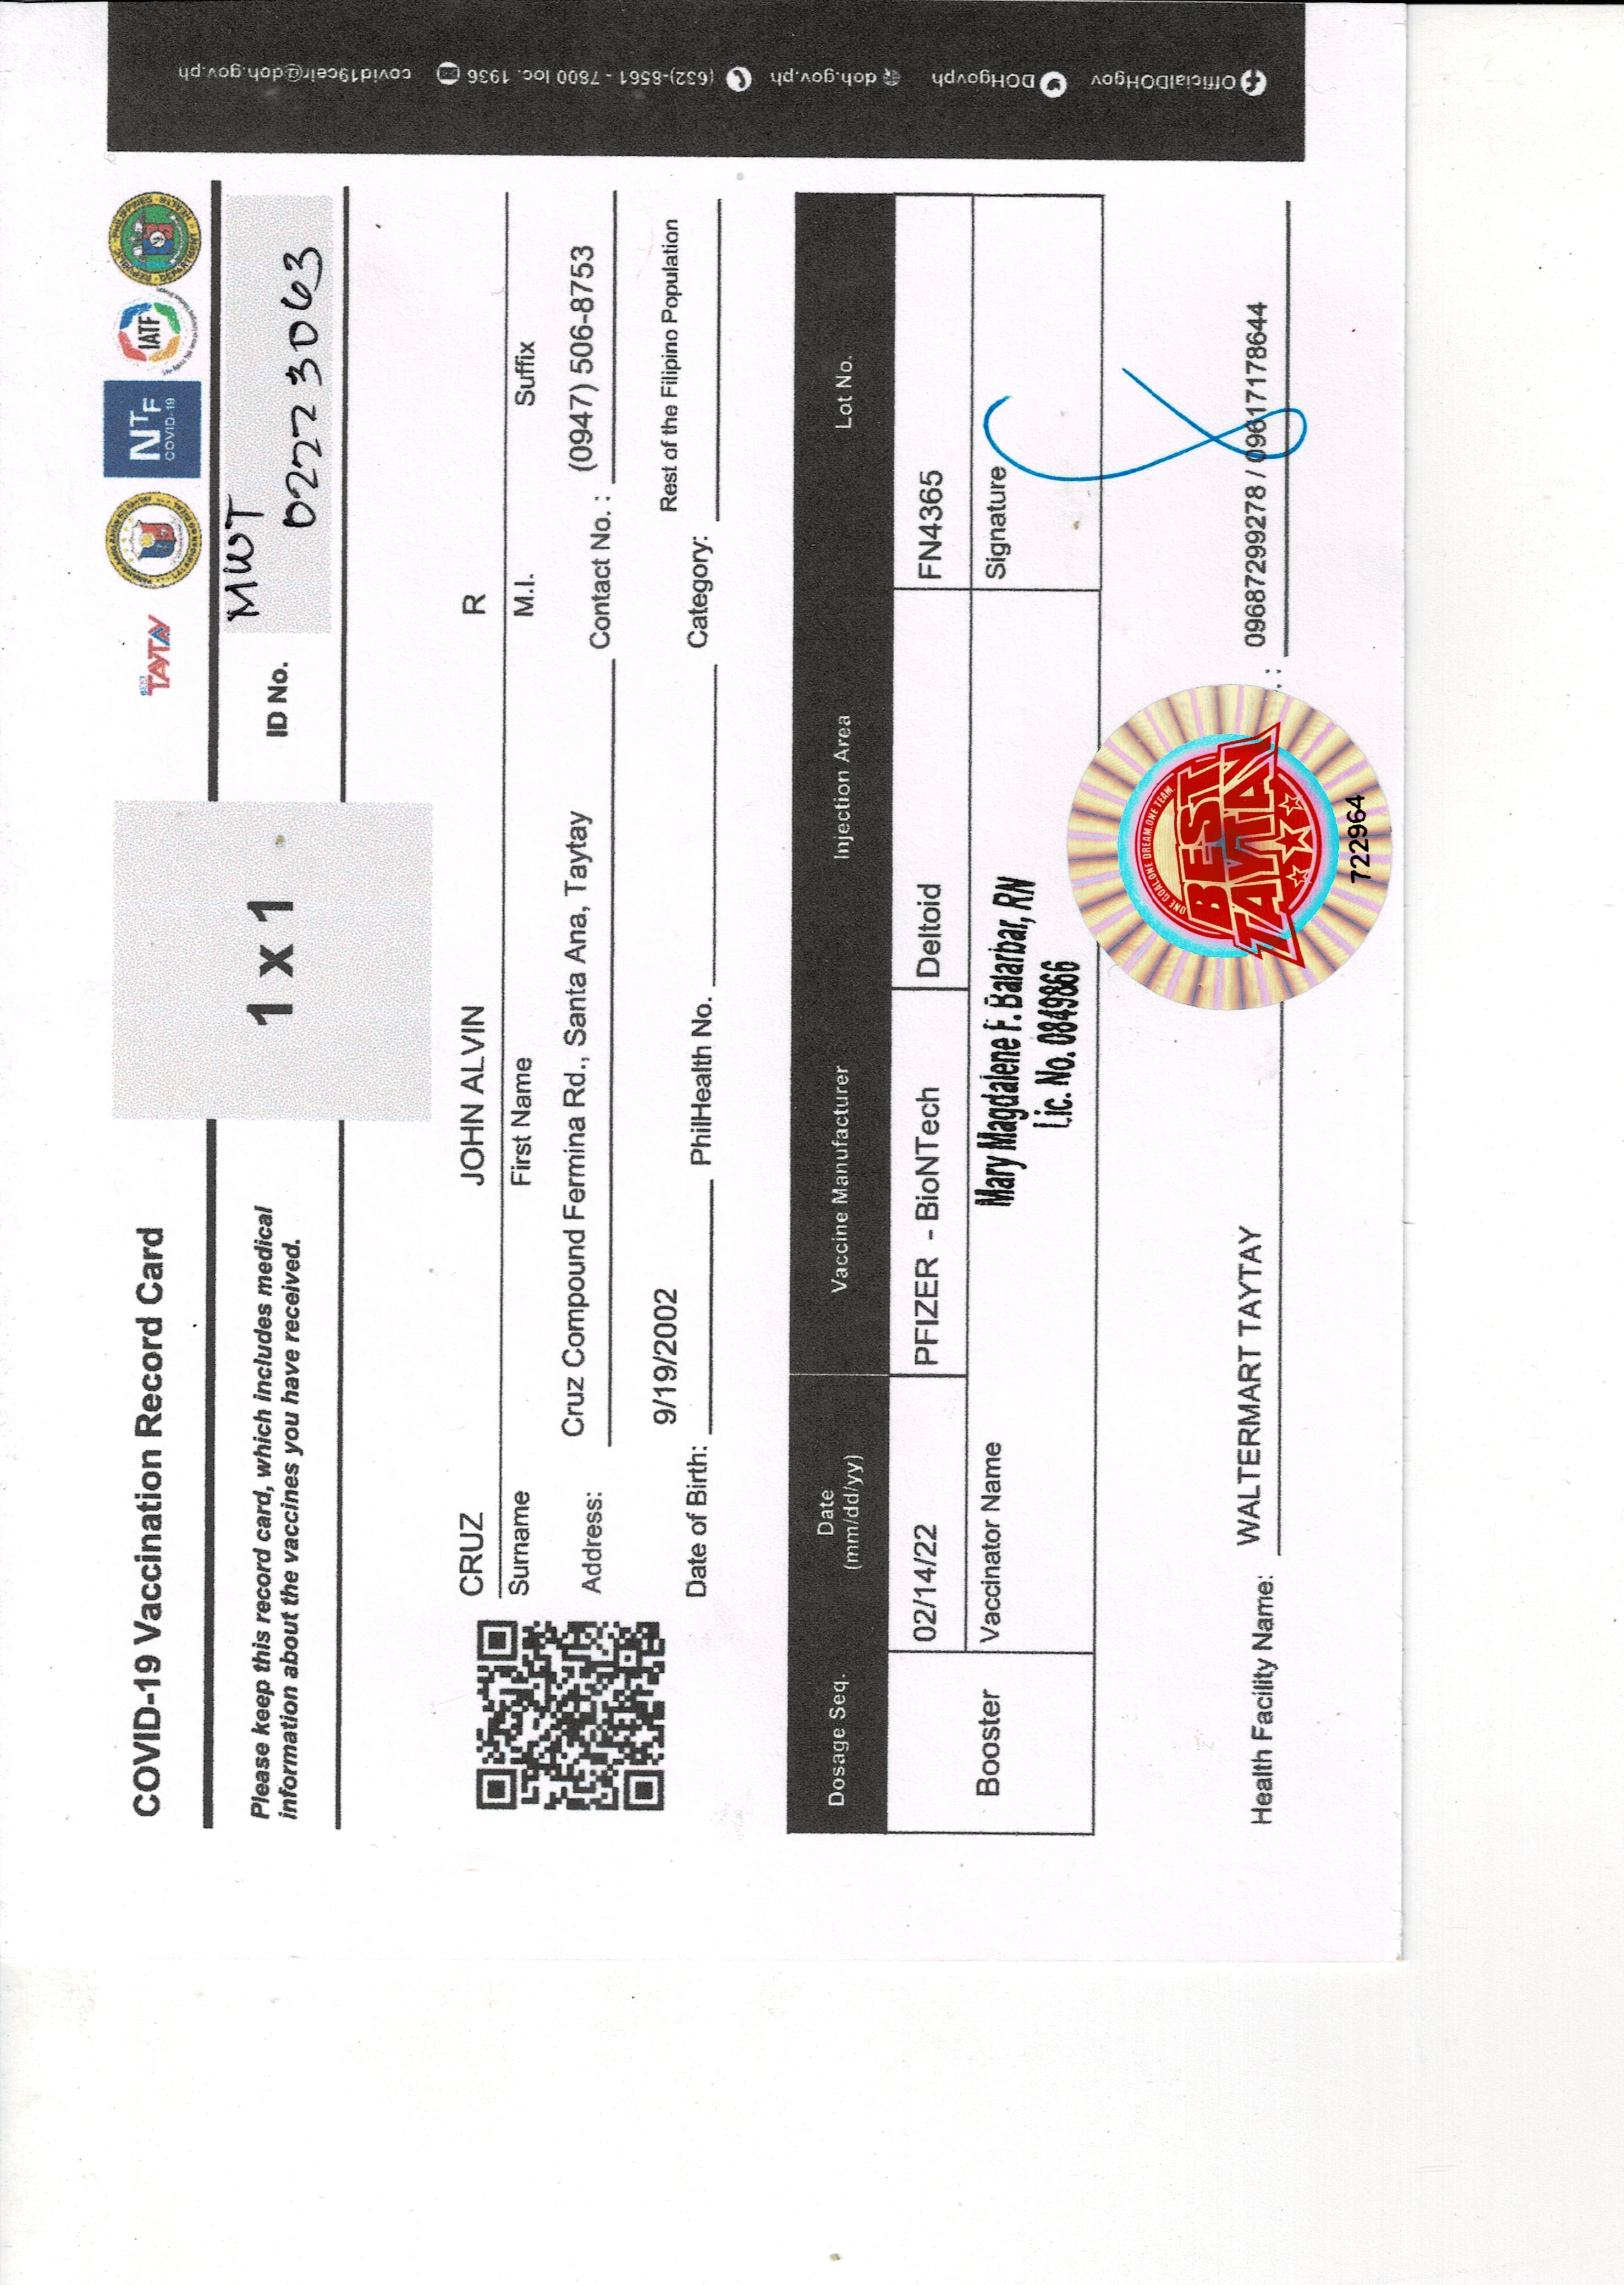 COVID-19 Vaccination Record Card
BEST TAYTAY
NTF
COVID-19
IATF
Please keep this record card, which includes medical
information about the vaccines you have received.
1 x 1
ID No.
MWT
02223063
CRUZ JOHN ALVIN R
Surname First Name M.I. Suffix
Address: Cruz Compound Fermina Rd., Santa Ana, Taytay Contact No. : (0947) 506-8753
Date of Birth: 9/19/2002 PhilHealth No. Category: Rest of the Filipino Population
Dosage Seq. Date (mm/dd/yy) Vaccine Manufacturer Injection Area Lot No.
Booster 02/14/22 PFIZER - BioNTech Deltoid FN4365
Vaccinator Name Mary Magdalene F. Balarbar, RN Signature
Lic. No. 0849866
Health Facility Name: WALTERMART TAYTAY . : 09687299278 / 09617178644
ONE GOAL.ONE DREAM.ONE TEAM.
BEST
TAYTAY
722964
OfficialDOHgov DOHgovph doh.gov.ph (632)-8561 - 7800 loc. 1936 covid19ceir@doh.gov.ph